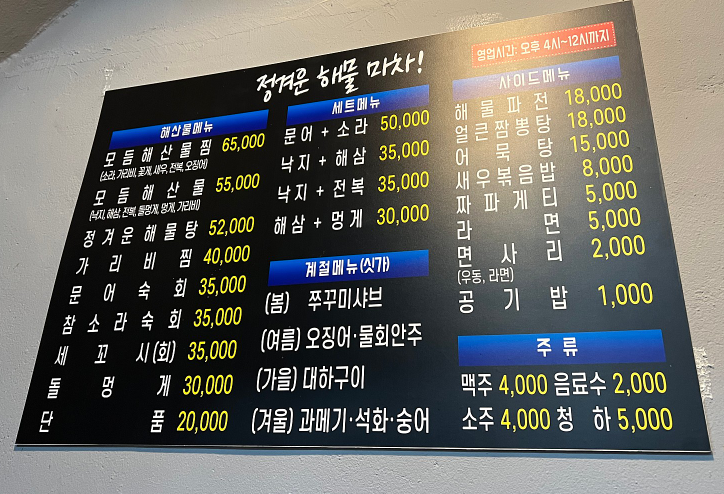 정겨운 해물 마차!
영업시간: 오후 4시~12시까지
해산물메뉴
모듬해산물찜 65,000
(소라, 가리비, 꽃게, 새우, 전복, 오징어)
모듬해산물 55,000
(낙지, 해삼, 전복, 돌멍게, 멍게, 가리비)
정겨운해물탕 52,000
가리비찜 40,000
문어숙회 35,000
참소라숙회 35,000
세꼬시(회) 35,000
돌멍게 30,000
단품 20,000
세트메뉴
문어 + 소라 50,000
낙지 + 해삼 35,000
낙지 + 전복 35,000
해삼 + 멍게 30,000
계절메뉴(싯가)
(봄) 쭈꾸미샤브
(여름) 오징어·물회안주
(가을) 대하구이
(겨울) 과메기·석화·숭어
사이드메뉴
해물파전 18,000
얼큰짬뽕탕 18,000
어묵탕 15,000
새우볶음밥 8,000
짜파게티 5,000
라면 5,000
면사리 2,000
(우동, 라면)
공기밥 1,000
주류
맥주 4,000 음료수 2,000
소주 4,000 청하 5,000